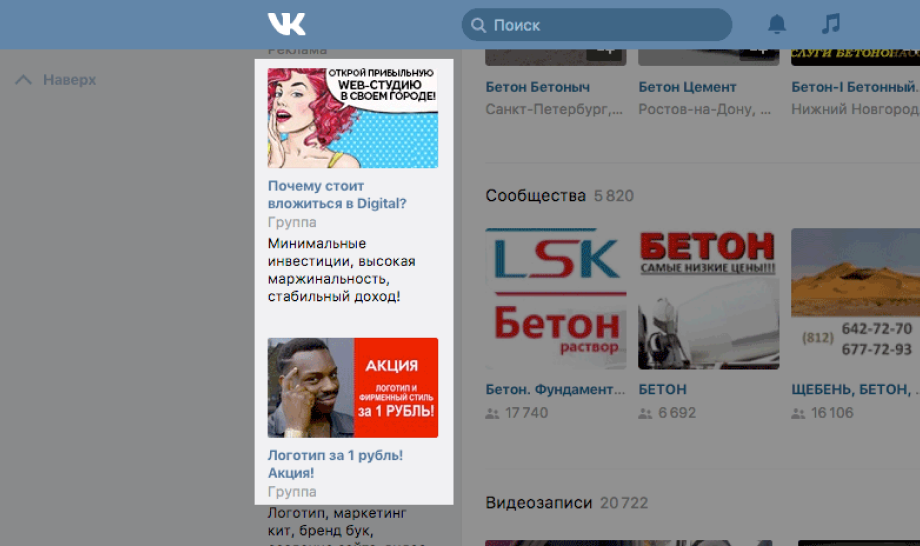 VK
Поиск
Реклама
Наверх
ОТКРОЙ ПРИБЫЛЬНУЮ
WEB-СТУДИЮ
В СВОЕМ ГОРОДЕ!
Почему стоит
вложиться в Digital?
Группа
Минимальные
инвестиции, высокая
маржинальность,
стабильный доход!
АКЦИЯ
ЛОГОТИП И
ФИРМЕННЫЙ СТИЛЬ
за 1 РУБЛЬ!
Логотип за 1 рубль!
Акция!
Группа
Логотип, маркетинг
кит, бренд бук,
Бетон Бетоныч
Санкт-Петербург,...
Бетон Цемент
Ростов-на-Дону, ...
Бетон-I Бетонный.
Нижний Новгород
Сообщества 5 820
LSK
Бетон
раствор
БЕТОН
САМЫЕ НИЗКИЕ ЦЕНЫ!!!
(812) 642-72-70
677-72-93
Бетон. Фундамент...
17 740
БЕТОН
6 692
ЩЕБЕНЬ, БЕТОН, .
16 106
Видеозаписи 20 722